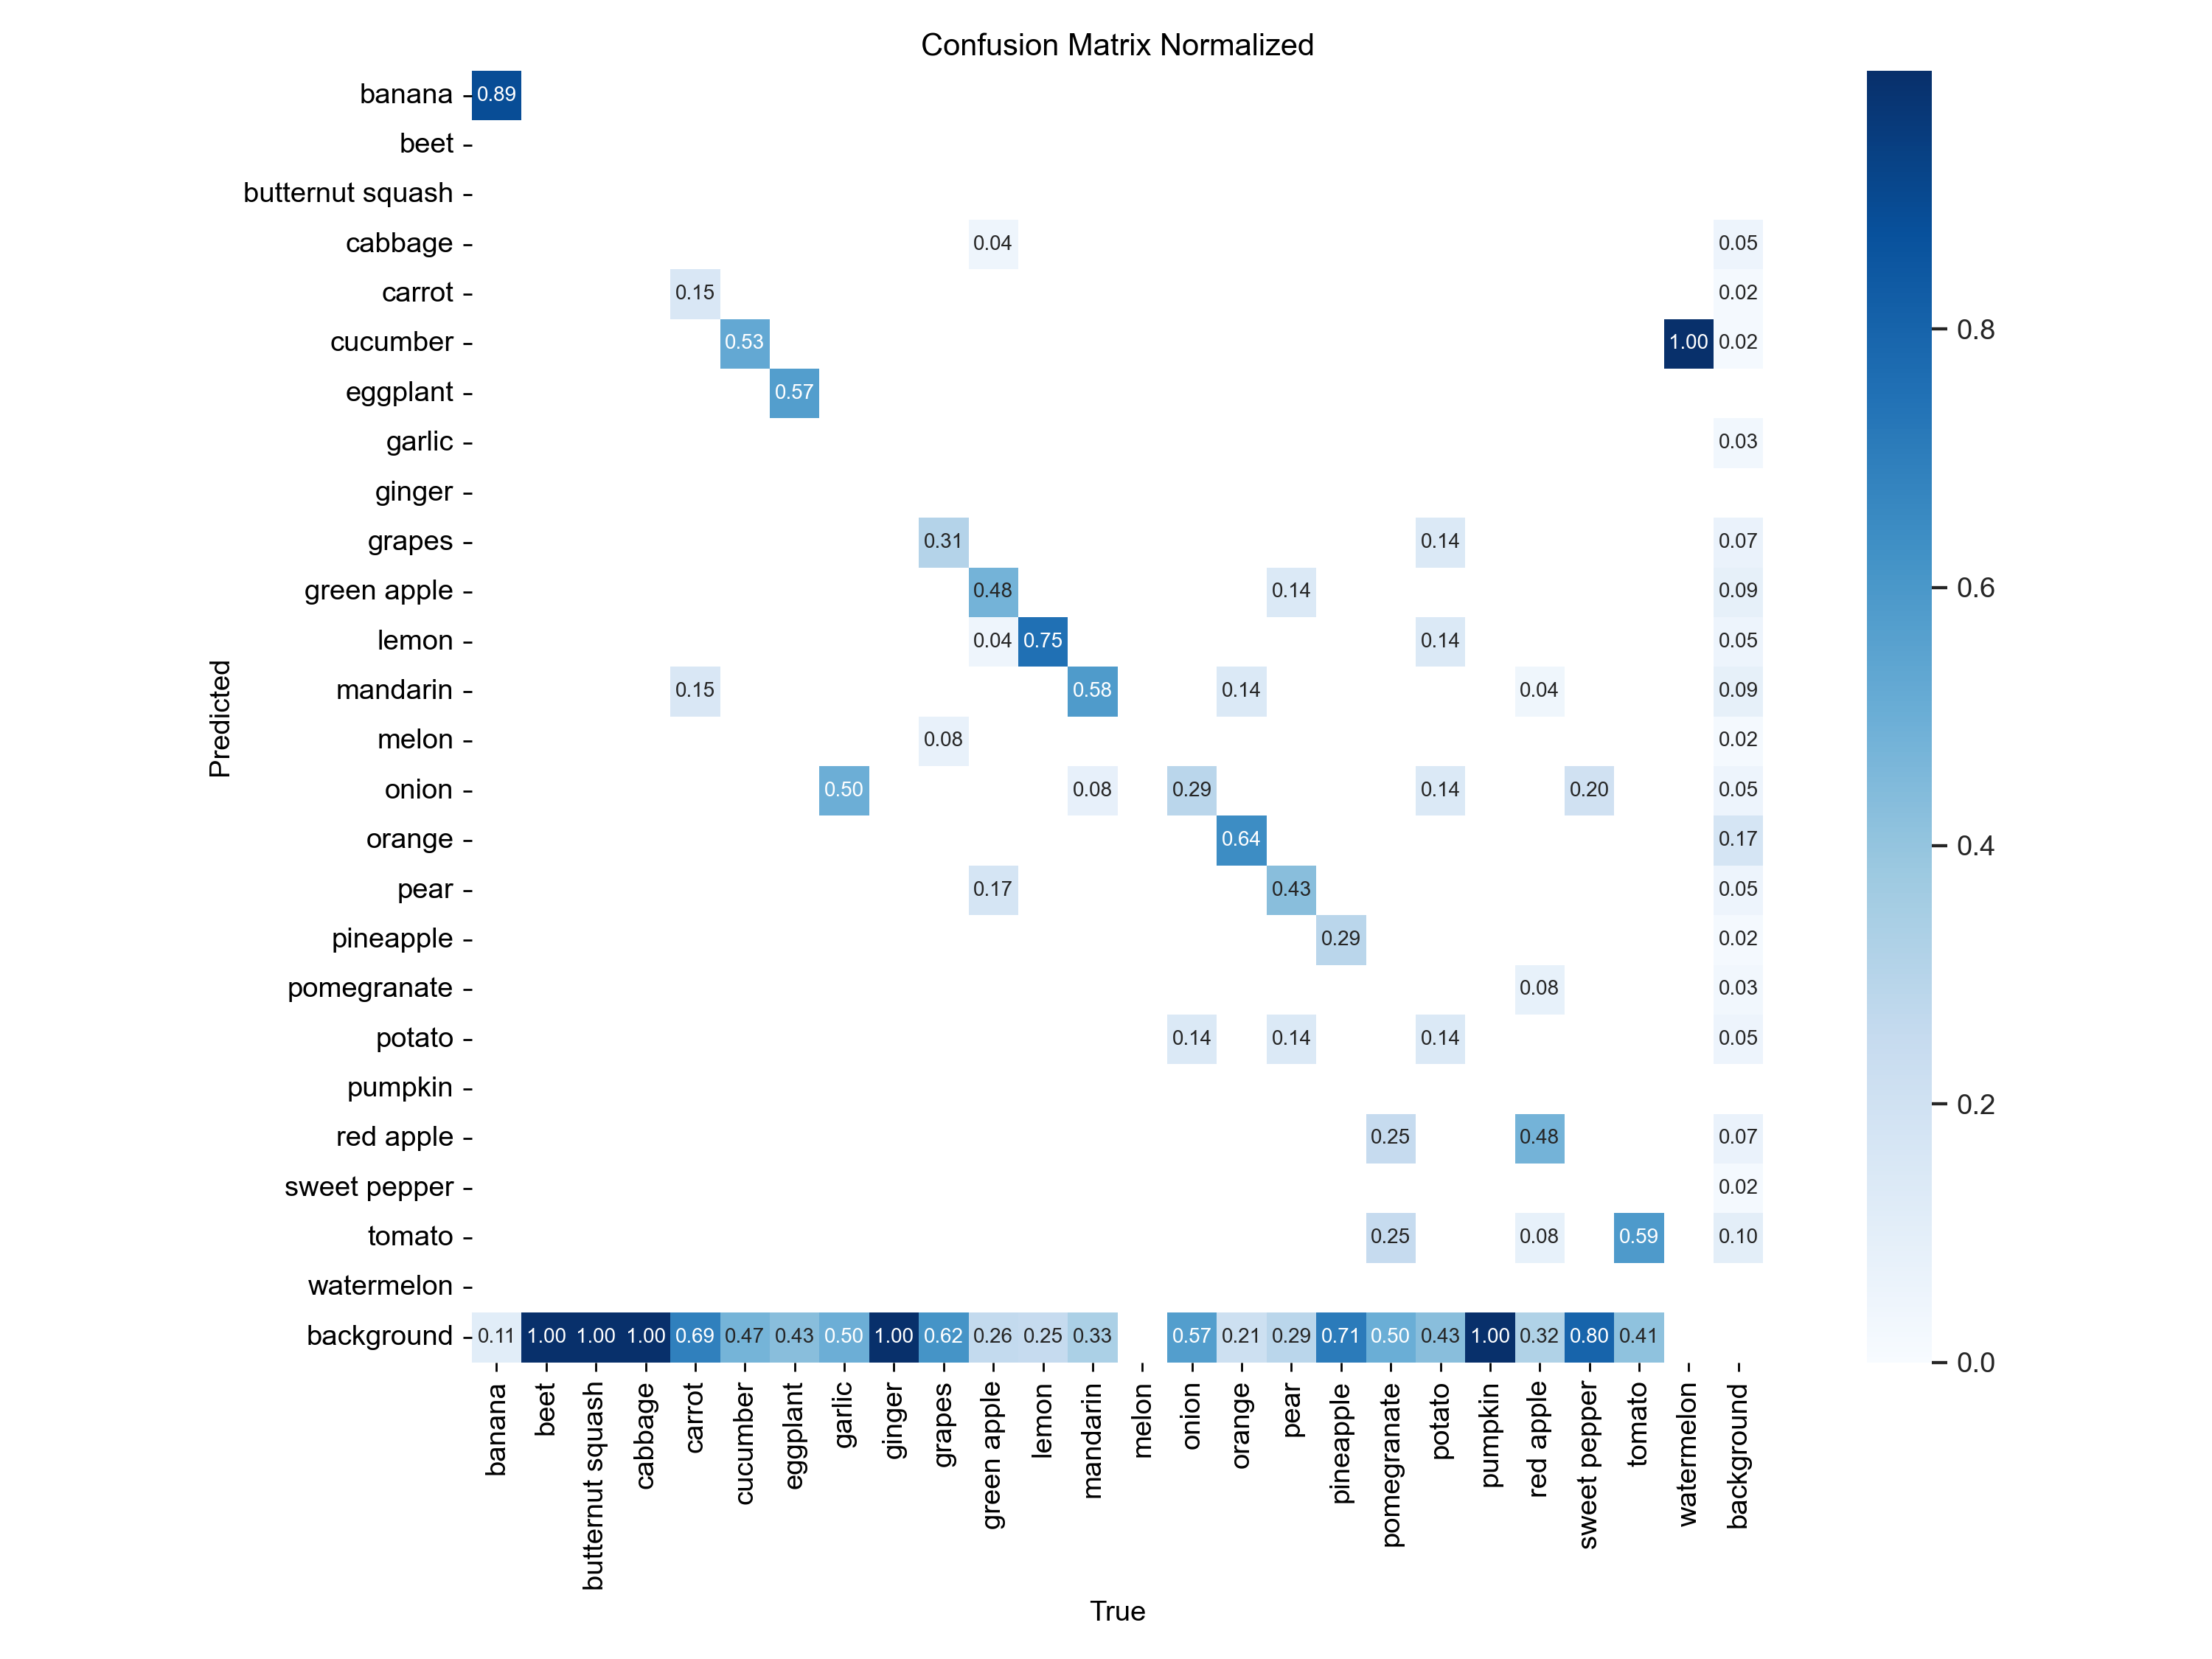 Confusion Matrix Normalized
banana 0.89
beet
butternut squash
cabbage 0.04 0.05
carrot 0.15 0.02
cucumber 0.53 1.00 0.02 0.8
eggplant 0.57
garlic 0.03
ginger
grapes 0.31 0.14 0.07
green apple 0.48 0.14 0.09 0.6
lemon 0.04 0.75 0.14 0.05
mandarin 0.15 0.58 0.14 0.04 0.09
Predicted
melon 0.08 0.02
onion 0.50 0.08 0.29 0.14 0.20 0.05
orange 0.64 0.17 0.4
pear 0.17 0.43 0.05
pineapple 0.29 0.02
pomegranate 0.08 0.03
potato 0.14 0.14 0.14 0.05
pumpkin 0.2
red apple 0.25 0.48 0.07
sweet pepper 0.02
tomato 0.25 0.08 0.59 0.10
watermelon
background 0.11 1.00 1.00 1.00 0.69 0.47 0.43 0.50 1.00 0.62 0.26 0.25 0.33 0.57 0.21 0.29 0.71 0.50 0.43 1.00 0.32 0.80 0.41 0.0
banana
beet
butternut squash
cabbage
carrot
cucumber
eggplant
garlic
ginger
grapes
green apple
lemon
mandarin
melon
onion
orange
pear
pineapple
pomegranate
potato
pumpkin
red apple
sweet pepper
tomato
watermelon
background
True